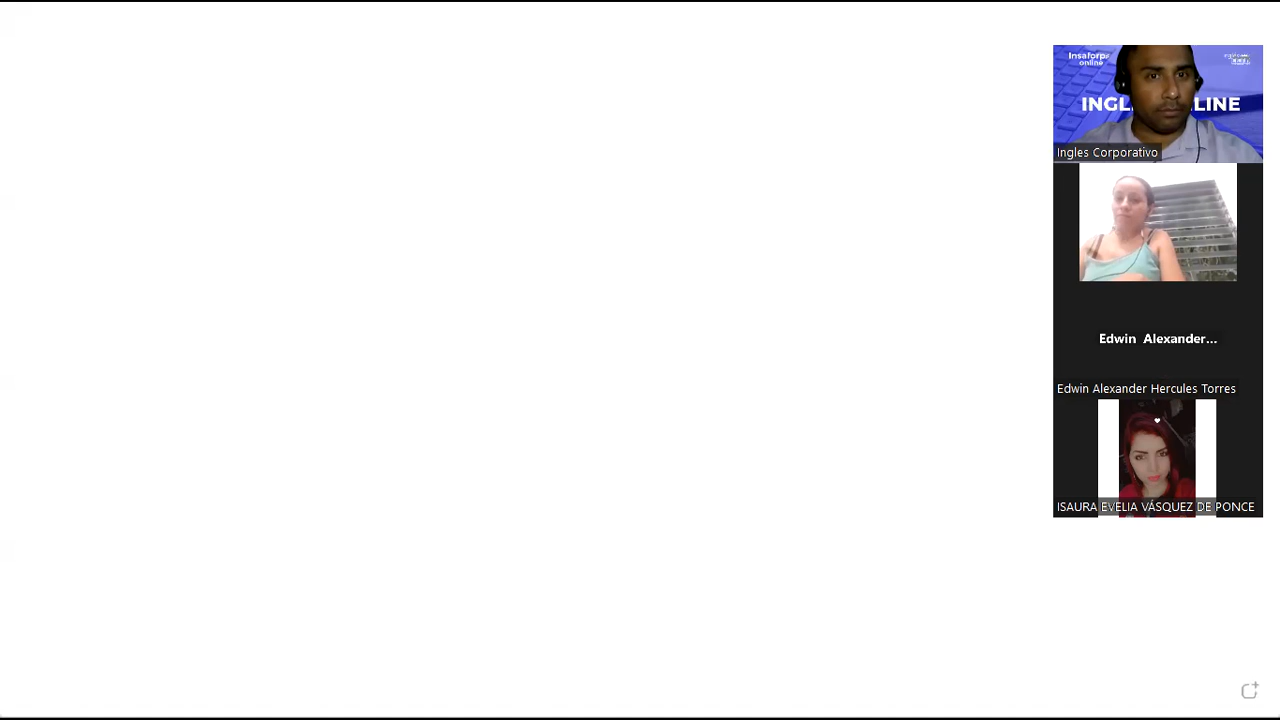 Insaforp
online
INGL LINE
Ingles Corporativo
Edwin Alexander...
Edwin Alexander Hercules Torres
ISAURA EVELIA VÁSQUEZ DE PONCE